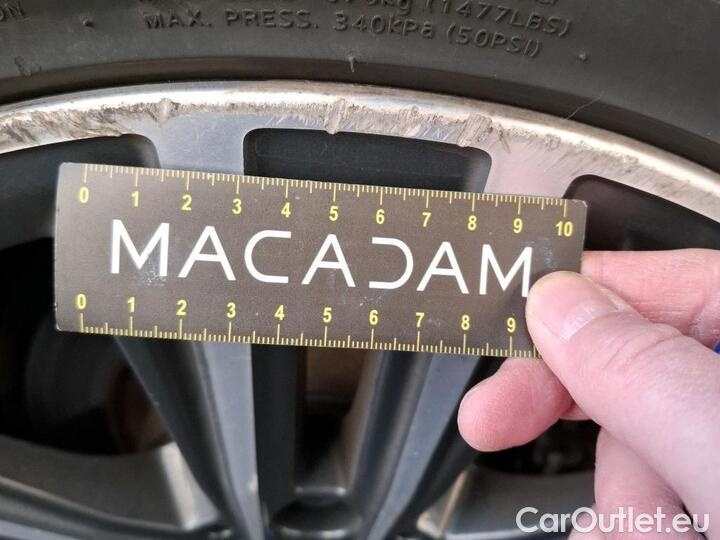 (1477LBS)
MAX. PRESS. 340kPa (50PSI)
0 1 2 3 4 5 6 7 8 9 10
MACADAM
0 1 2 3 4 5 6 7 8 9
CarOutlet.eu